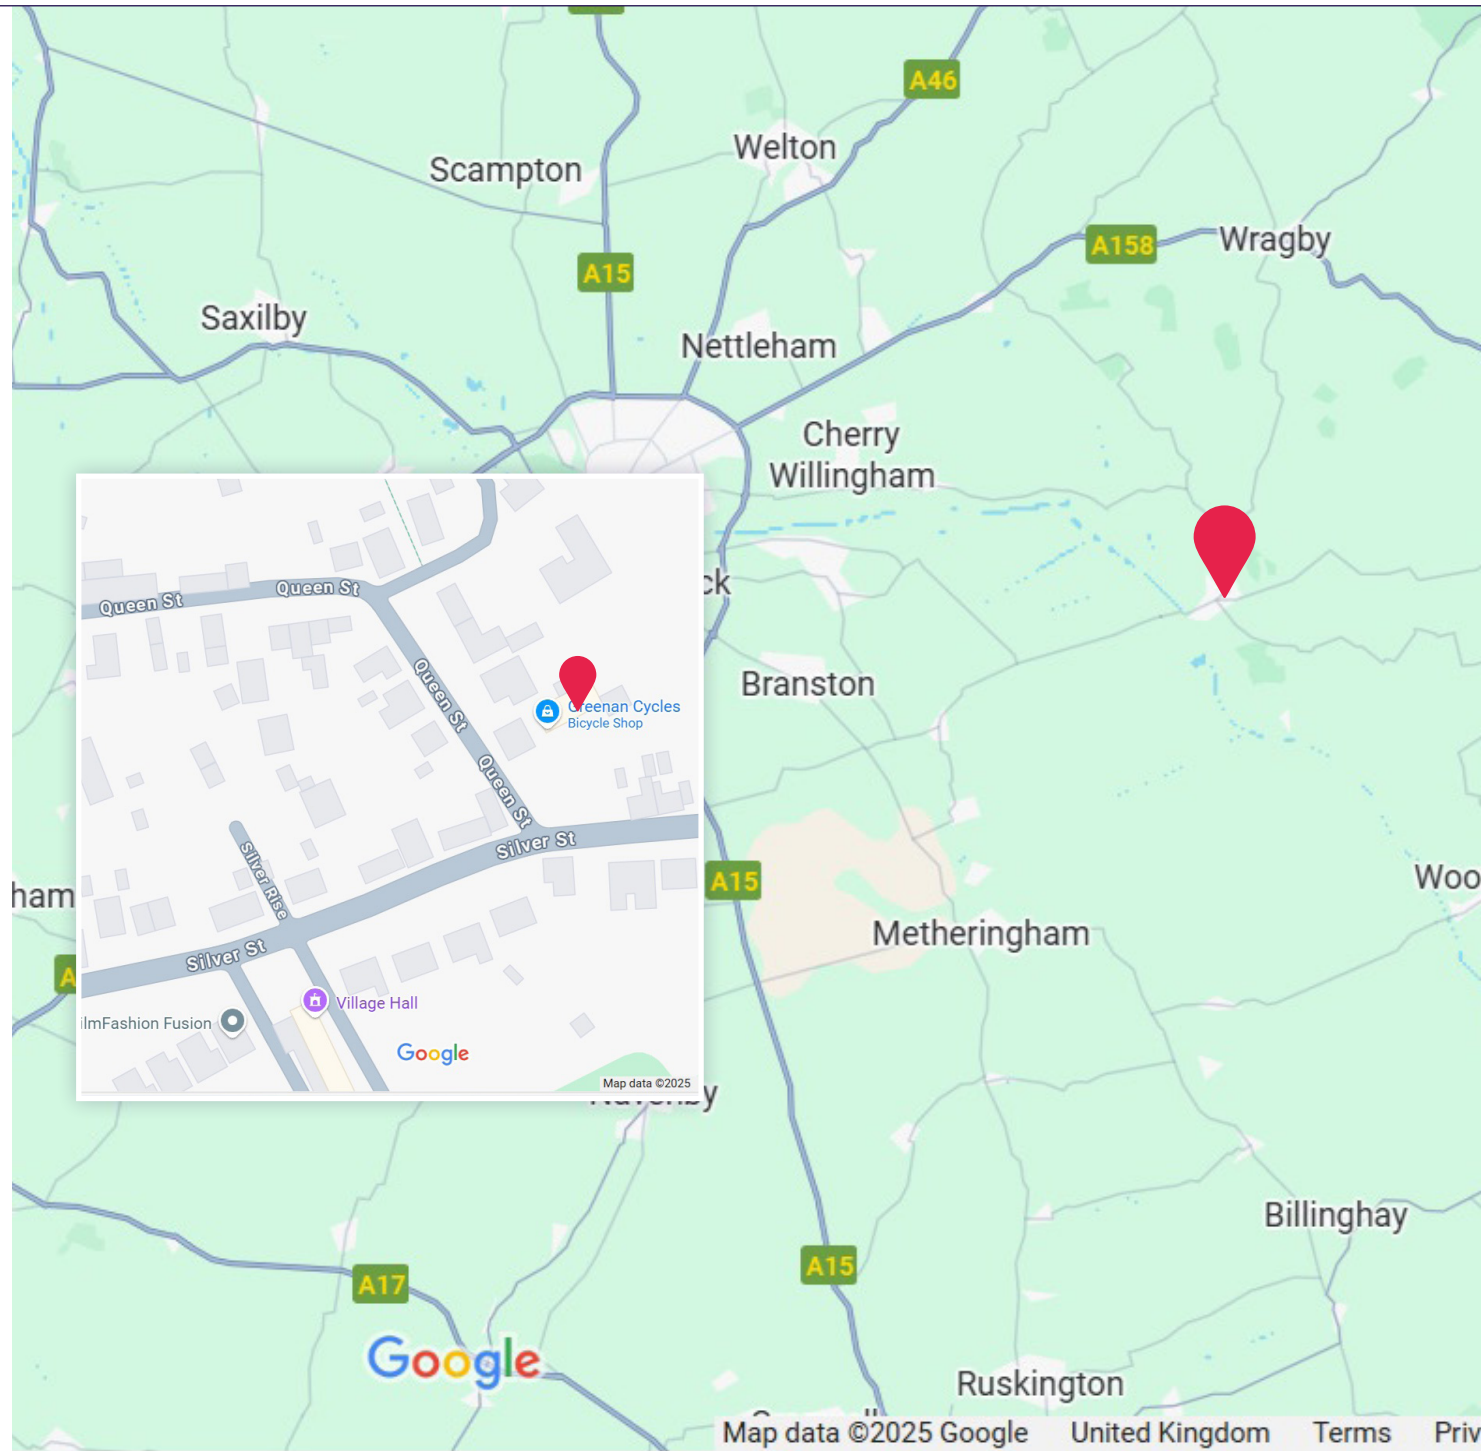 A46
Welton
Scampton
A158
Wragby
A15
Saxilby
Nettleham
Cherry
Willingham
Queen St
Queen St
ck
Queen St
Branston
Greenan Cycles
Bicycle Shop
Queen St
Silver St
Silver Rise
A15
Woo
ham
Metheringham
Silver St
A
Village Hall
ilmFashion Fusion
Google
Map data ©2025
Billinghay
A15
A17
Google
Ruskington
Map data ©2025 Google United Kingdom Terms Priv